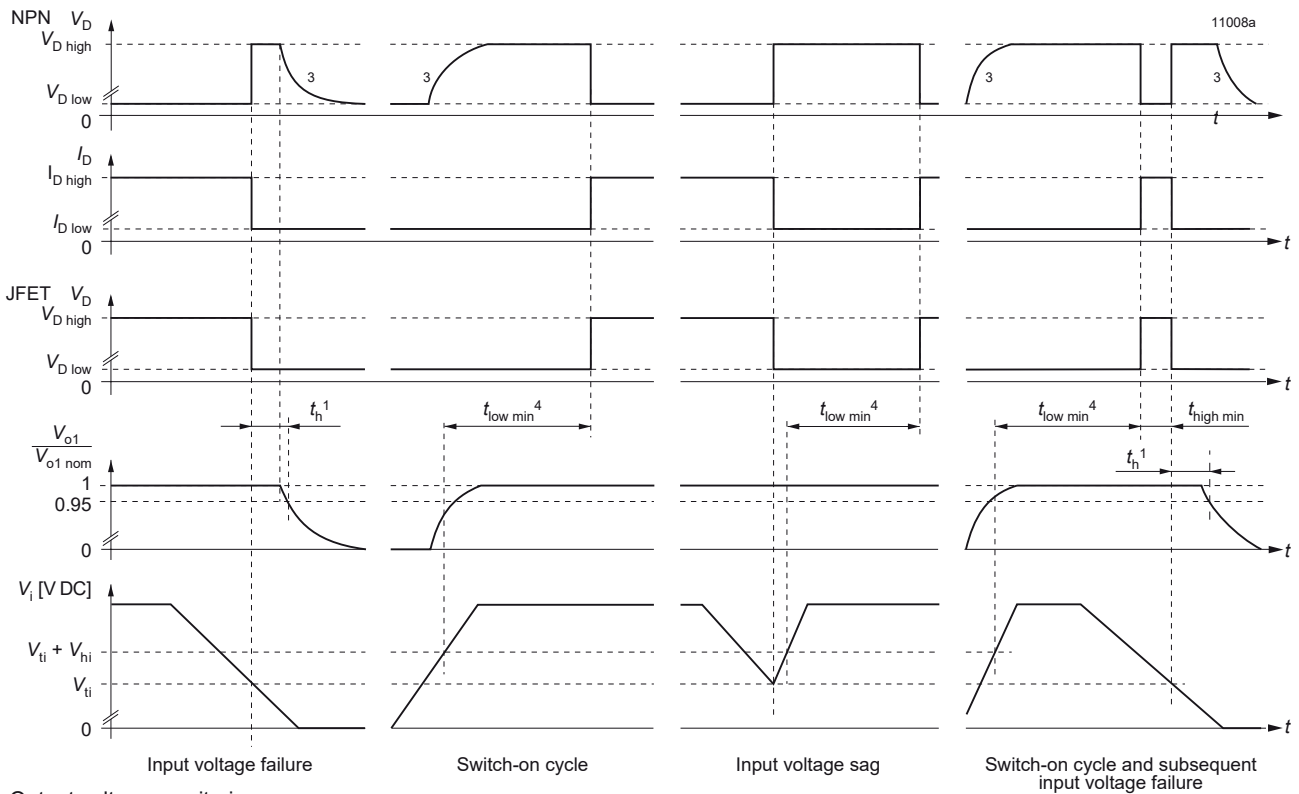 NPN V_D
11008a
V_D high
3
3
3
3
V_D low
0
t
I_D
I_D high
I_D low
0
t
JFET V_D
V_D high
V_D low
0
t
t_h^1
t_low min^4
t_low min^4
t_low min^4
t_high min
V_o1
V_o1 nom
t_h^1
1
0.95
0
t
V_i [V DC]
V_ti + V_hi
V_ti
0
t
Input voltage failure
Switch-on cycle
Input voltage sag
Switch-on cycle and subsequent
input voltage failure